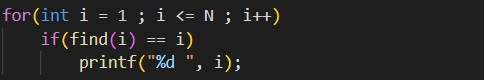 for(int i = 1 ; i <= N ; i++)
if(find(i) == i)
printf("%d ", i);